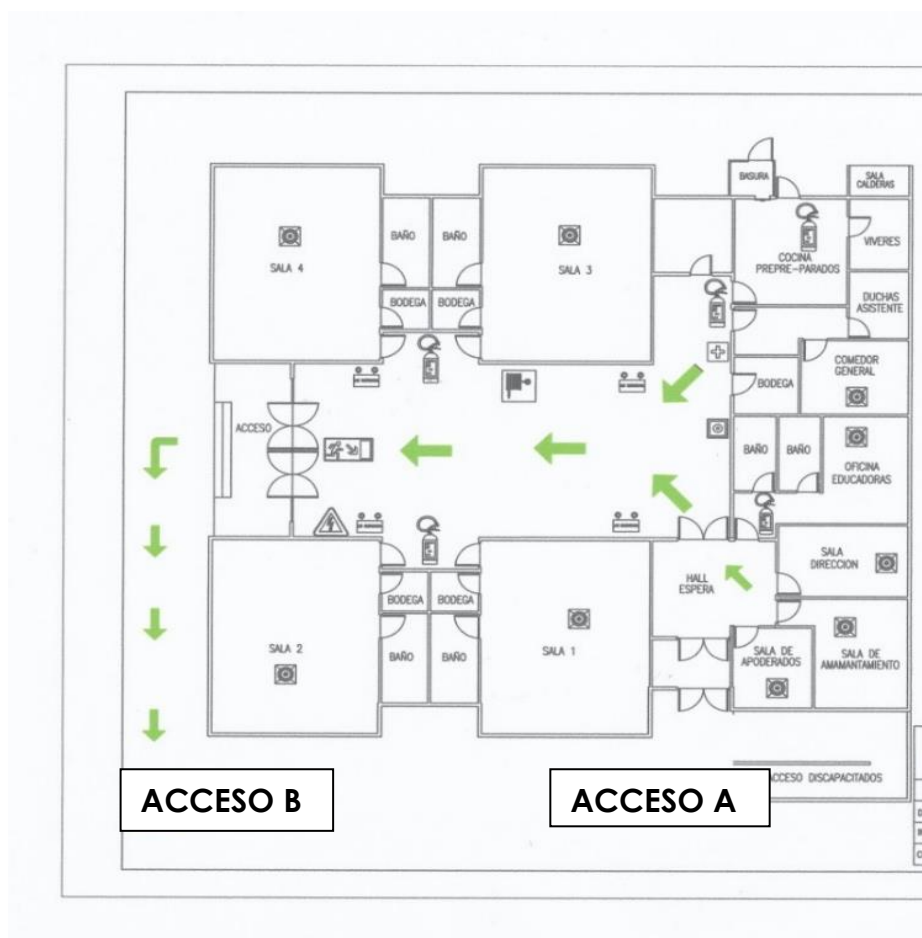 BASURA
SALA
CALDERAS
BAÑO
BAÑO
SALA 4
SALA 3
COCINA
PREPRE-PARADOS
VIVERES
BODEGA
BODEGA
DUCHAS
ASISTENTE
COMEDOR
GENERAL
BODEGA
ACCESO
BAÑO
BAÑO
OFICINA
EDUCADORAS
SALA
DIRECCION
HALL
ESPERA
BODEGA
BODEGA
SALA 2
BAÑO
BAÑO
SALA 1
SALA DE
APODERADOS
SALA DE
AMAMANTAMIENTO
ACCESO DISCAPACITADOS
ACCESO B
ACCESO A